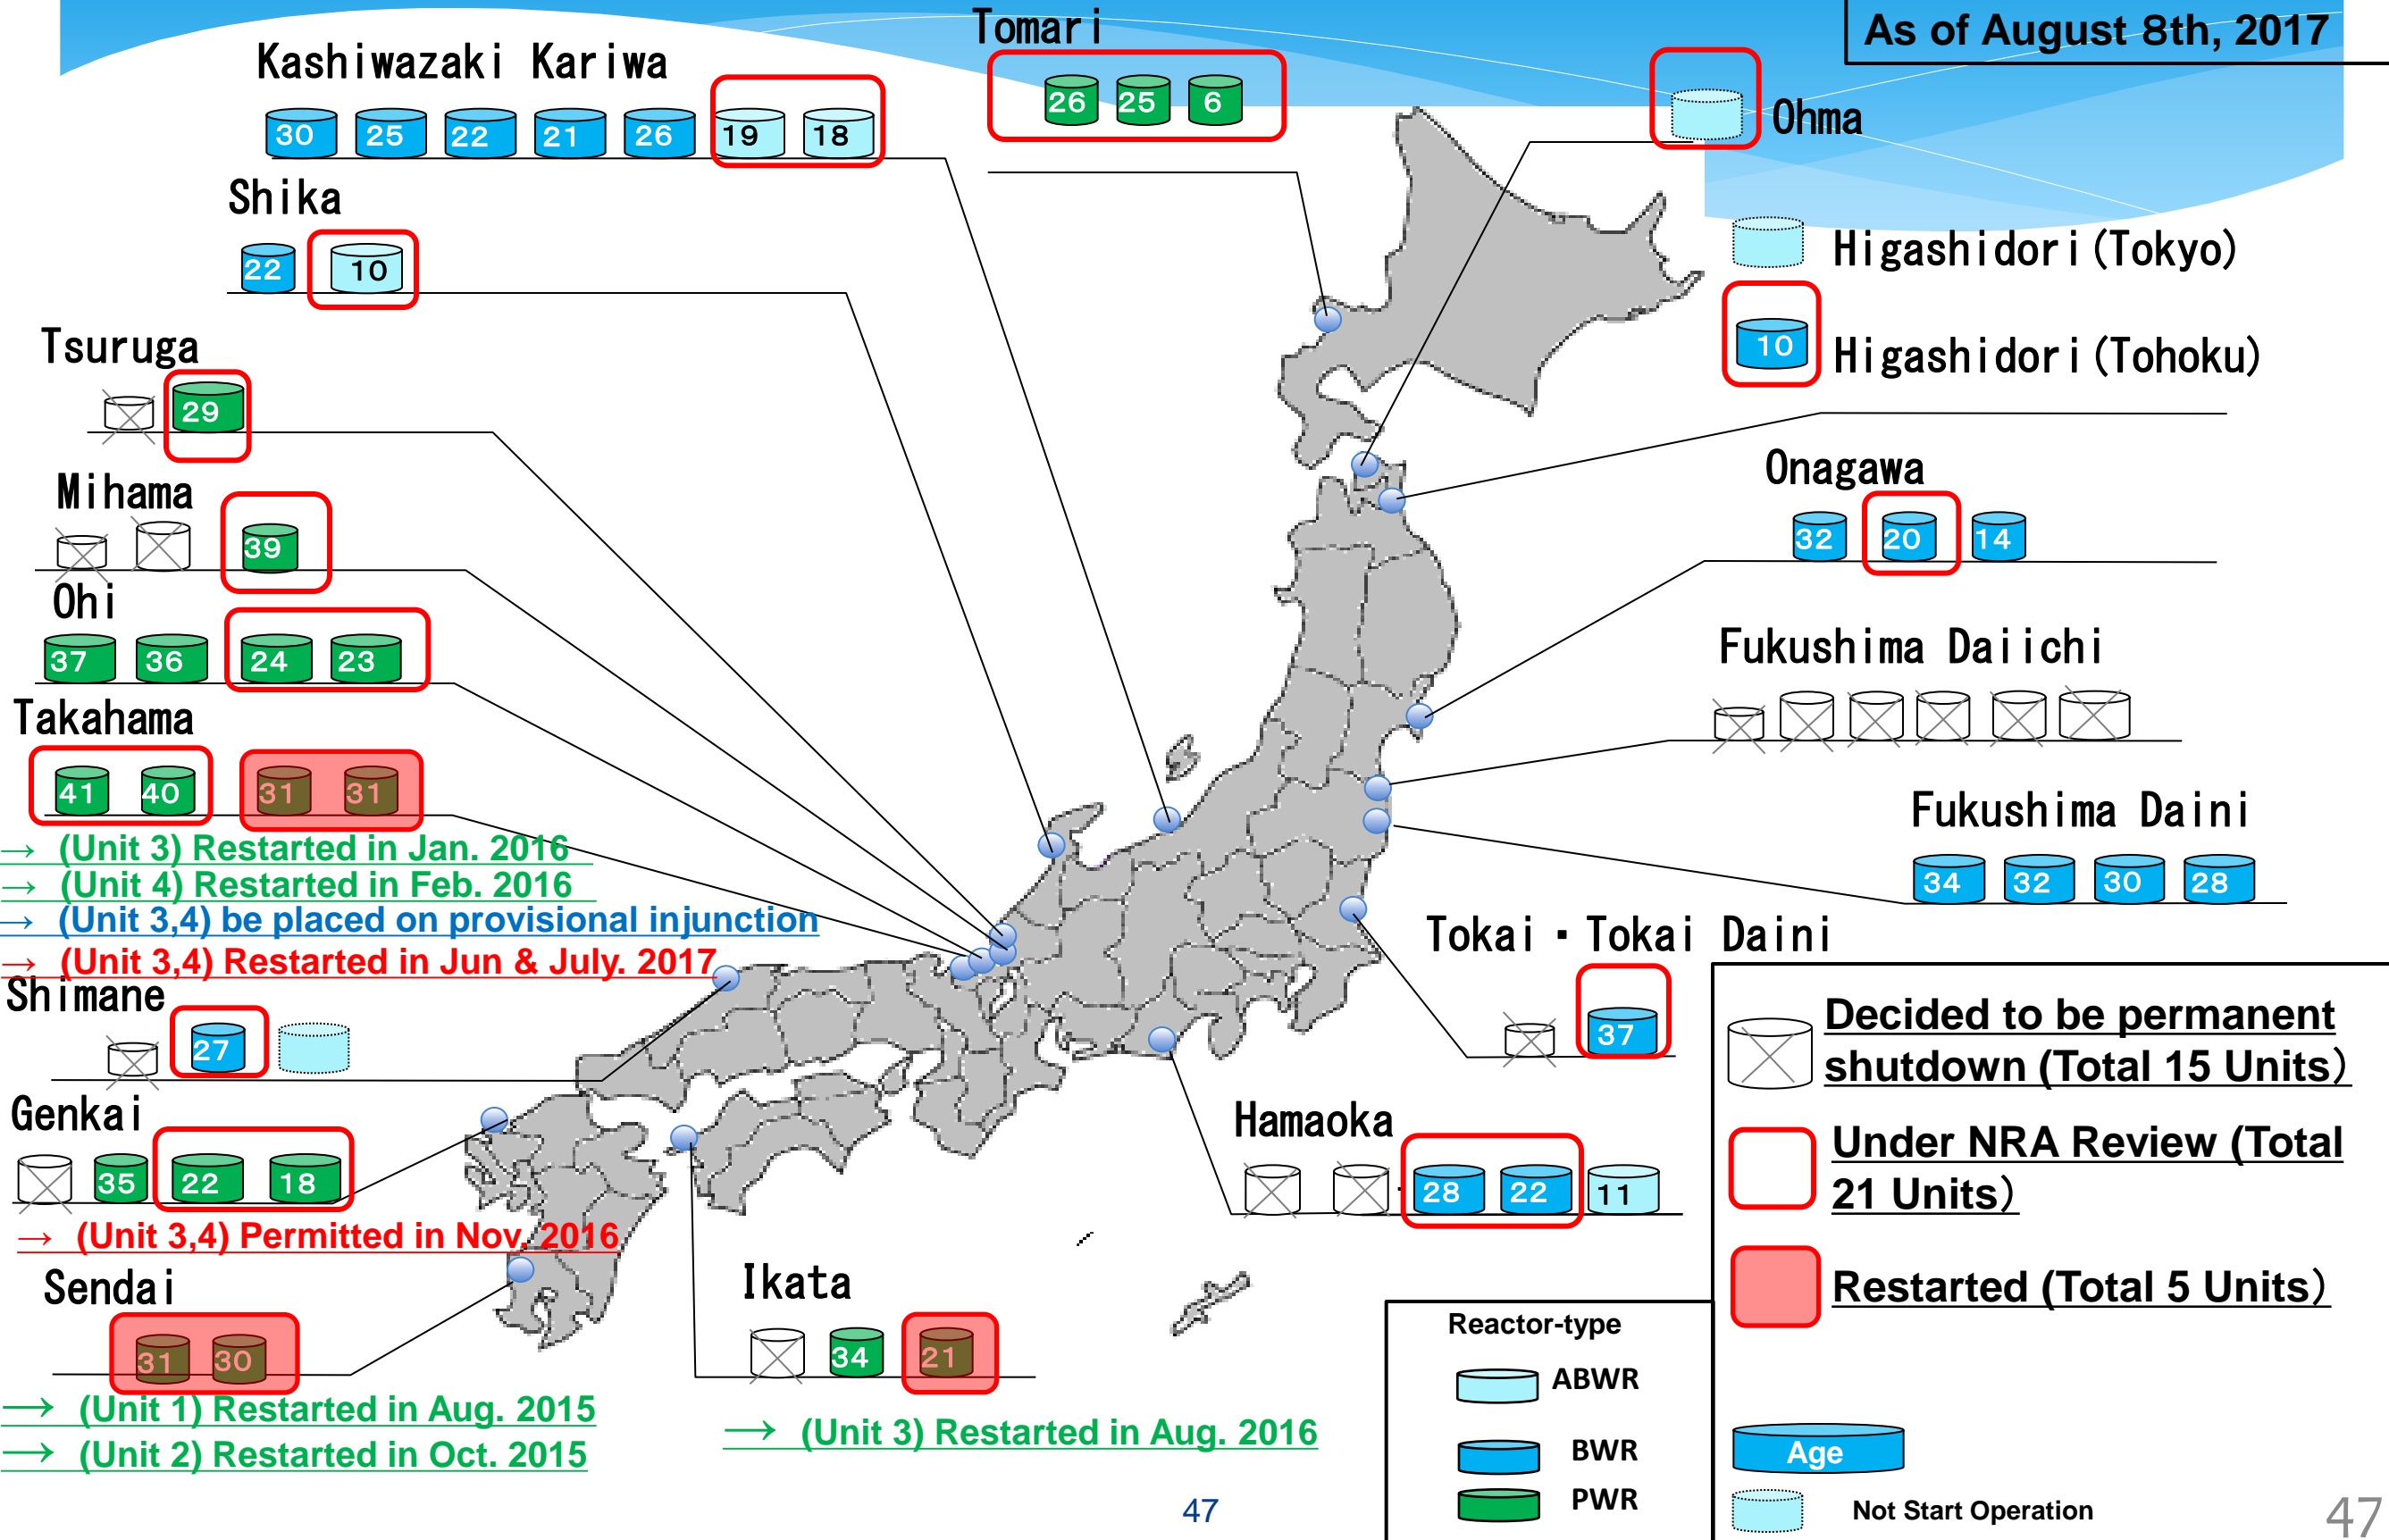 As of August 8th, 2017
Tomari
26 25 6
Kashiwazaki Kariwa
30 25 22 21 26 19 18
Ohma
Shika
22 10
Higashidori(Tokyo)
10 Higashidori(Tohoku)
Tsuruga
29
Mihama
39
Onagawa
32 20 14
Ohi
37 36 24 23
Fukushima Daiichi
Takahama
41 40 31 31
→ (Unit 3) Restarted in Jan. 2016
→ (Unit 4) Restarted in Feb. 2016
→ (Unit 3,4) be placed on provisional injunction
→ (Unit 3,4) Restarted in Jun & July. 2017
Fukushima Daini
34 32 30 28
Tokai・Tokai Daini
37
Shimane
27
Genkai
35 22 18
→ (Unit 3,4) Permitted in Nov. 2016
Hamaoka
28 22 11
Sendai
31 30
→ (Unit 1) Restarted in Aug. 2015
→ (Unit 2) Restarted in Oct. 2015
Ikata
34 21
→ (Unit 3) Restarted in Aug. 2016
Decided to be permanent
shutdown (Total 15 Units）
Under NRA Review (Total
21 Units）
Restarted (Total 5 Units）
Reactor-type
ABWR
BWR
PWR
Age
Not Start Operation
47
47